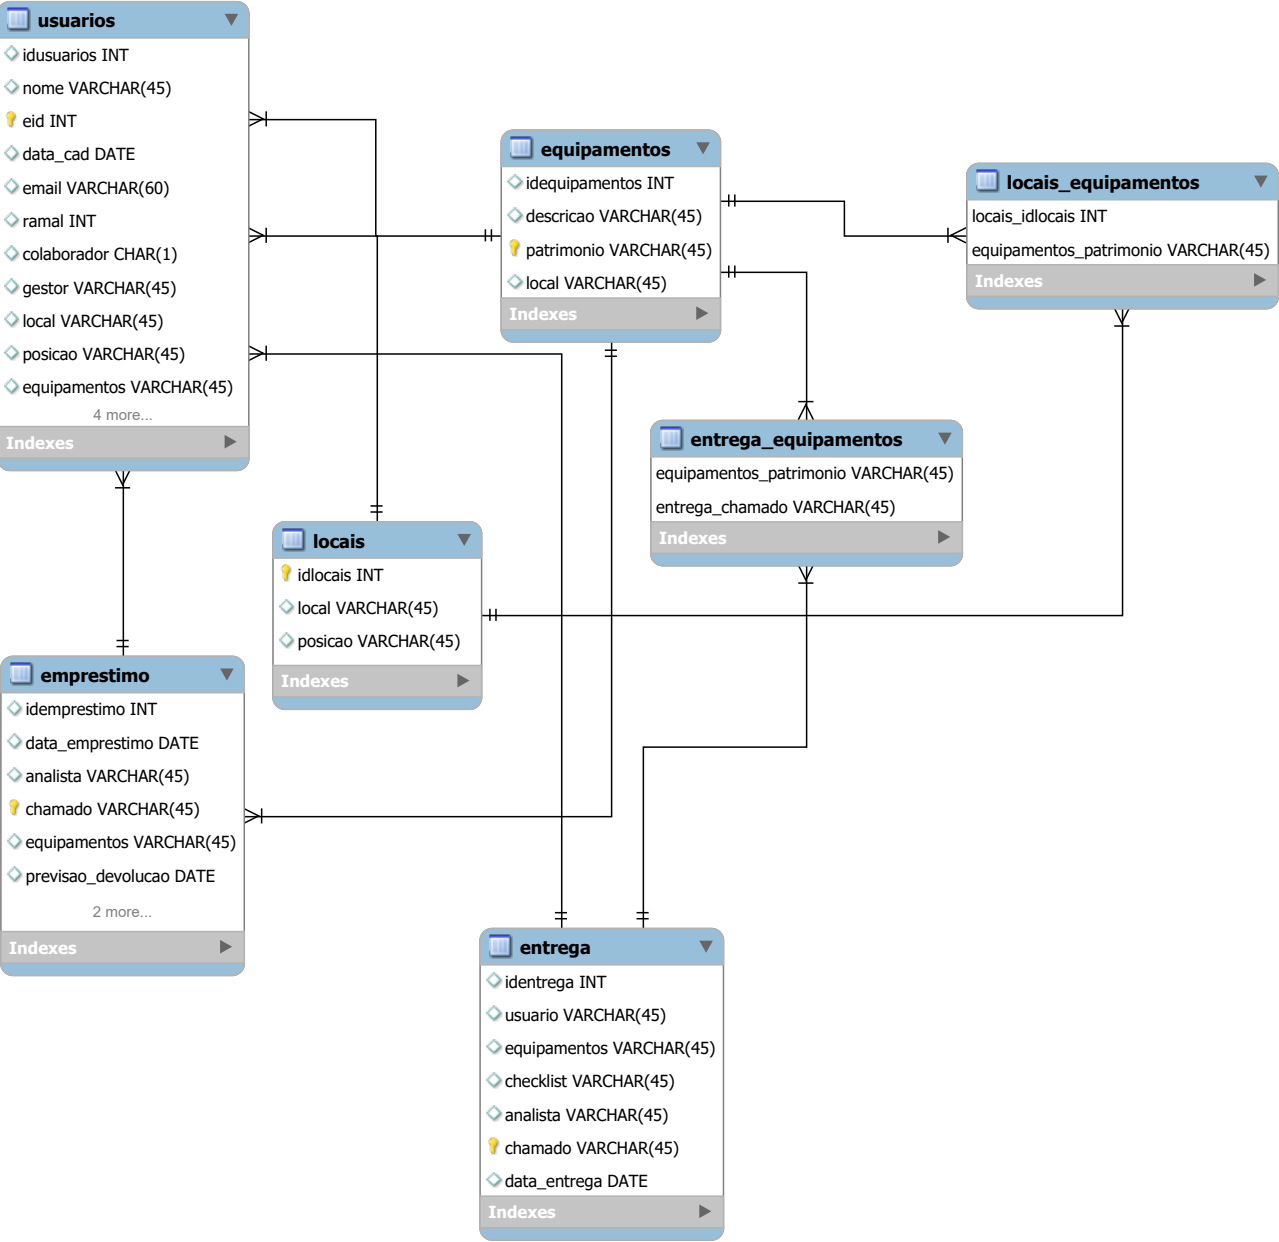 usuarios
idusuarios INT
nome VARCHAR(45)
eid INT
data_cad DATE
email VARCHAR(60)
ramal INT
colaborador CHAR(1)
gestor VARCHAR(45)
local VARCHAR(45)
posicao VARCHAR(45)
equipamentos VARCHAR(45)
4 more...
Indexes
equipamentos
idequipamentos INT
descricao VARCHAR(45)
patrimonio VARCHAR(45)
local VARCHAR(45)
Indexes
locais_equipamentos
locais_idlocais INT
equipamentos_patrimonio VARCHAR(45)
Indexes
entrega_equipamentos
equipamentos_patrimonio VARCHAR(45)
entrega_chamado VARCHAR(45)
Indexes
locais
idlocais INT
local VARCHAR(45)
posicao VARCHAR(45)
Indexes
emprestimo
idemprestimo INT
data_emprestimo DATE
analista VARCHAR(45)
chamado VARCHAR(45)
equipamentos VARCHAR(45)
previsao_devolucao DATE
2 more...
Indexes
entrega
identrega INT
usuario VARCHAR(45)
equipamentos VARCHAR(45)
checklist VARCHAR(45)
analista VARCHAR(45)
chamado VARCHAR(45)
data_entrega DATE
Indexes